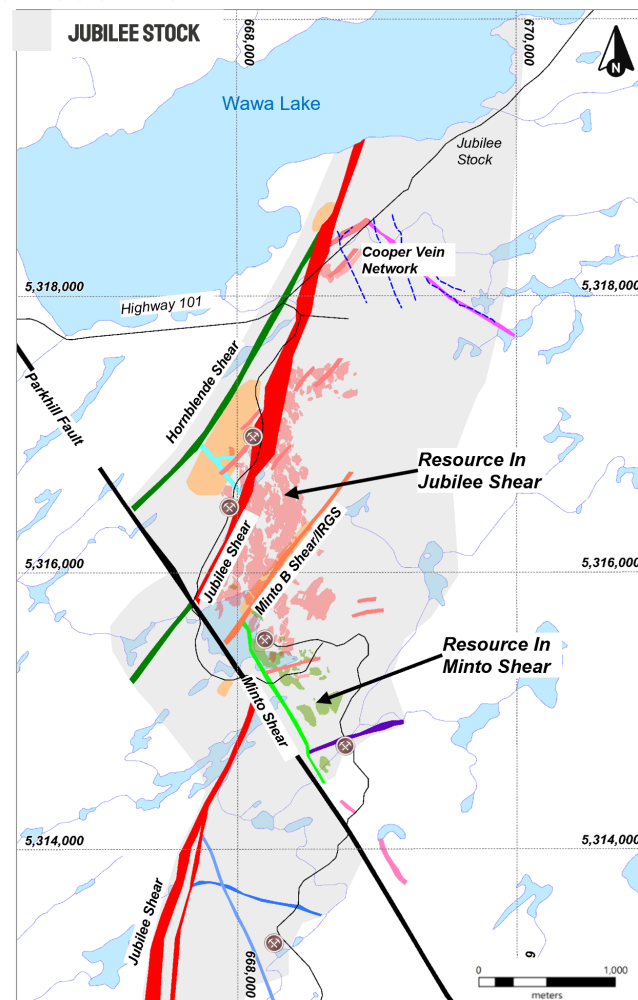 JUBILEE STOCK
668,000
670,000
N
Wawa Lake
Jubilee
Stock
Cooper Vein
Network
5,318,000
5,318,000
Highway 101
Hornblende Shear
Parkhill Fault
Resource In
Jubilee Shear
Jubilee Shear
Minto B Shear/IRGS
5,316,000
5,316,000
Resource In
Minto Shear
Minto Shear
5,314,000
5,314,000
Jubilee Shear
668,000
6
0
1,000
meters